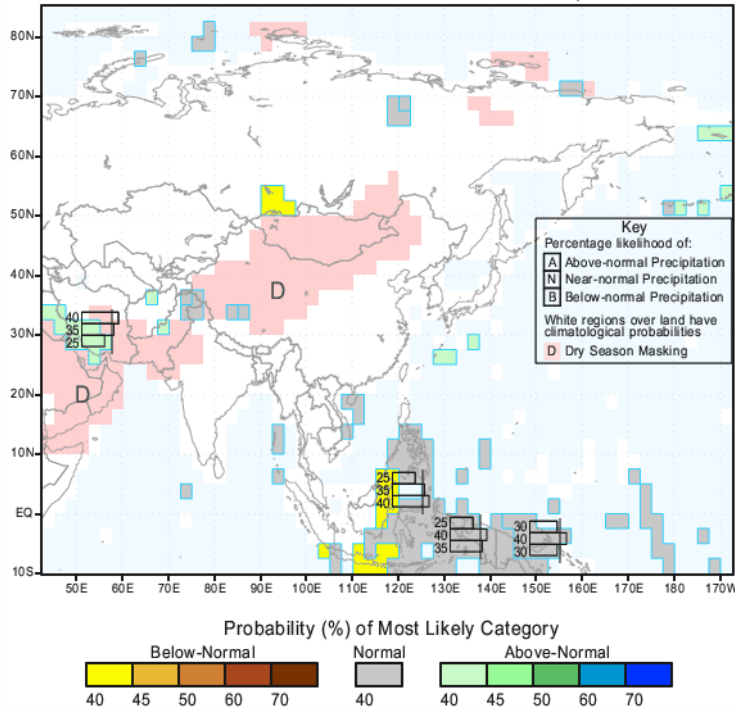 80N
70N
60N
50N
40N
30N
20N
10N
EQ
10S
50E 60E 70E 80E 90E 100E 110E 120E 130E 140E 150E 160E 170E 180 170W
Key
Percentage likelihood of:
A Above-normal Precipitation
N Near-normal Precipitation
B Below-normal Precipitation
White regions over land have
climatological probabilities
D Dry Season Masking
D
D
40
35
25
25
35
40
25
40
35
30
40
30
Probability (%) of Most Likely Category
Below-Normal Normal Above-Normal
40 45 50 60 70 40 40 45 50 60 70